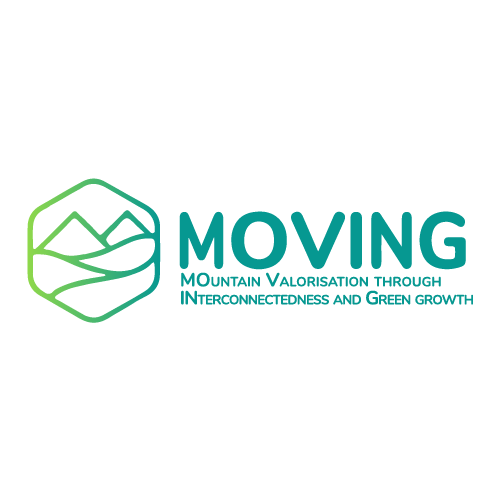 MOVING
MOuntain Valorisation through
INterconnectedness and Green growth